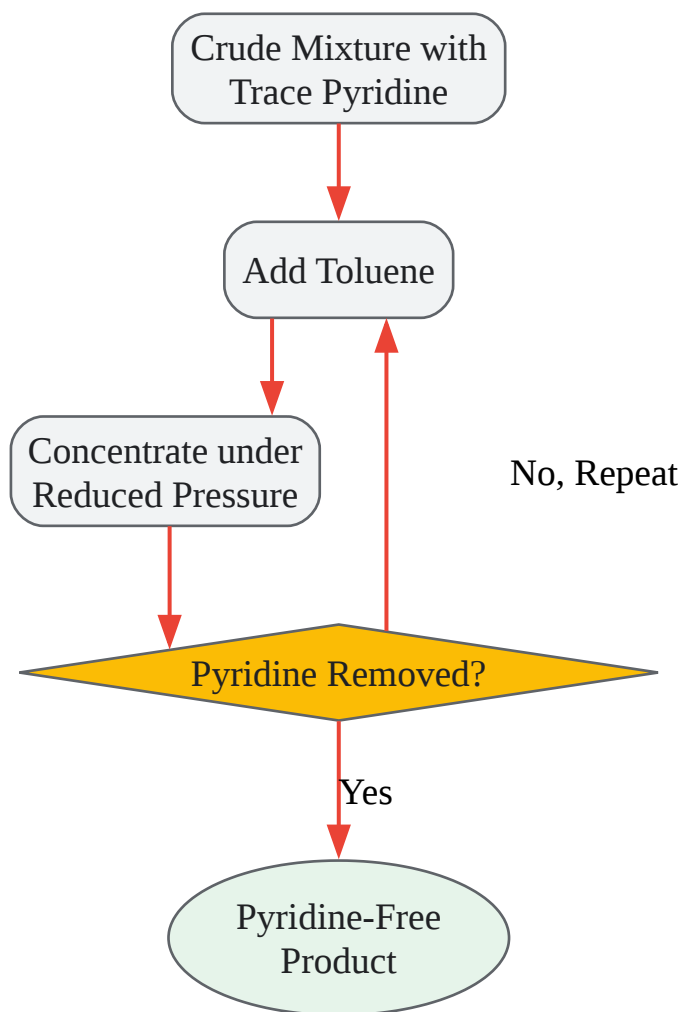 Crude Mixture with
Trace Pyridine
Add Toluene
Concentrate under
Reduced Pressure
No, Repeat
Pyridine Removed?
Yes
Pyridine-Free
Product